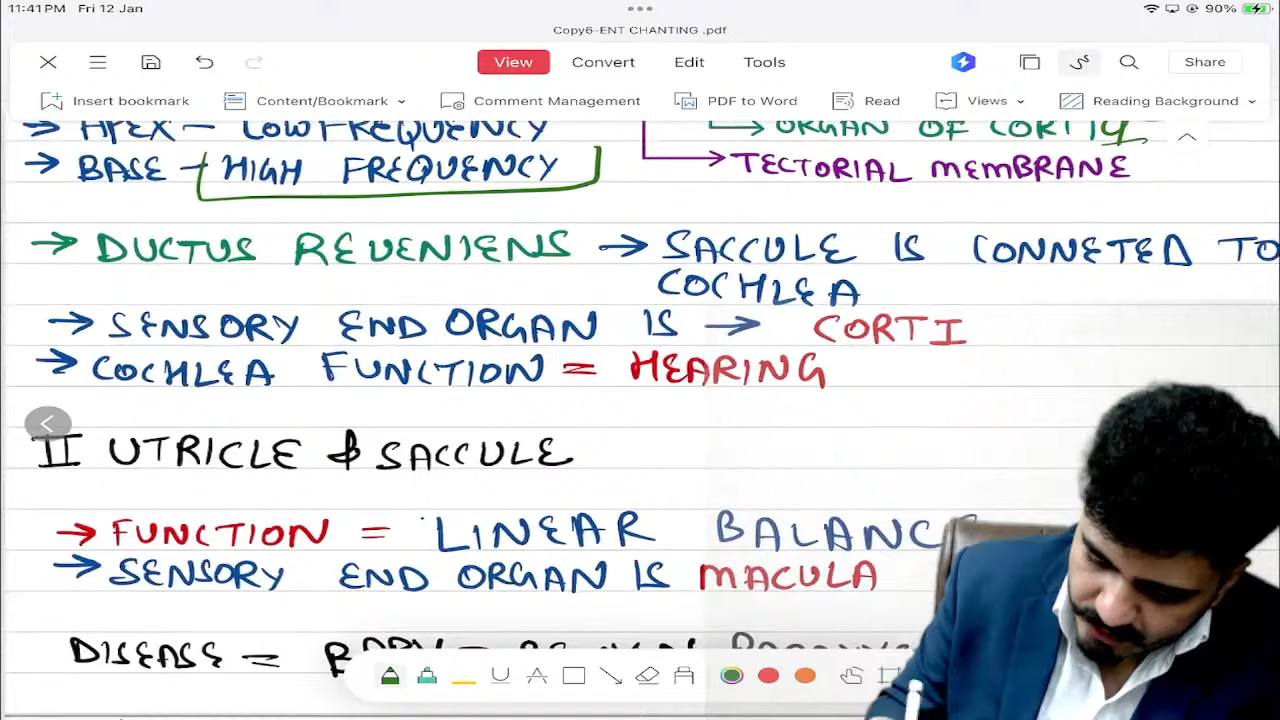 11:41PM Fri 12 Jan 90%
Copy6-ENT CHANTING .pdf
View Convert Edit Tools Share
Insert bookmark Content/Bookmark Comment Management PDF to Word Read Views Reading Background
→ APEX - LOW FREQUENCY
→ ORGAN OF CORTI 4
→ BASE - HIGH FREQUENCY
→ TECTORIAL MEMBRANE
→ DUCTUS REUENIENS → SACCULE IS CONNETED TO
COCHLEA
→ SENSORY END ORGAN IS → CORTI
→ COCHLEA FUNCTION = HEARING
II UTRICLE & SACCULE
→ FUNCTION = LINEAR BALANCE
→ SENSORY END ORGAN IS MACULA
DISEASE =